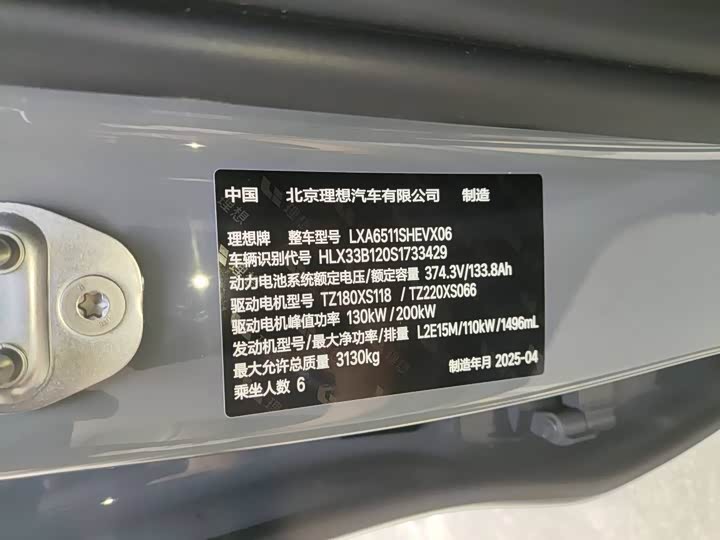 中国 北京理想汽车有限公司 制造
理想牌 整车型号 LXA6511SHEVX06
车辆识别代号 HLX33B120S1733429
动力电池系统额定电压/额定容量 374.3V/133.8Ah
驱动电机型号 TZ180XS118 / TZ220XS066
驱动电机峰值功率 130kW/200kW
发动机型号/最大净功率/排量 L2E15M/110kW/1496mL
最大允许总质量 3130kg 制造年月 2025-04
乘坐人数 6